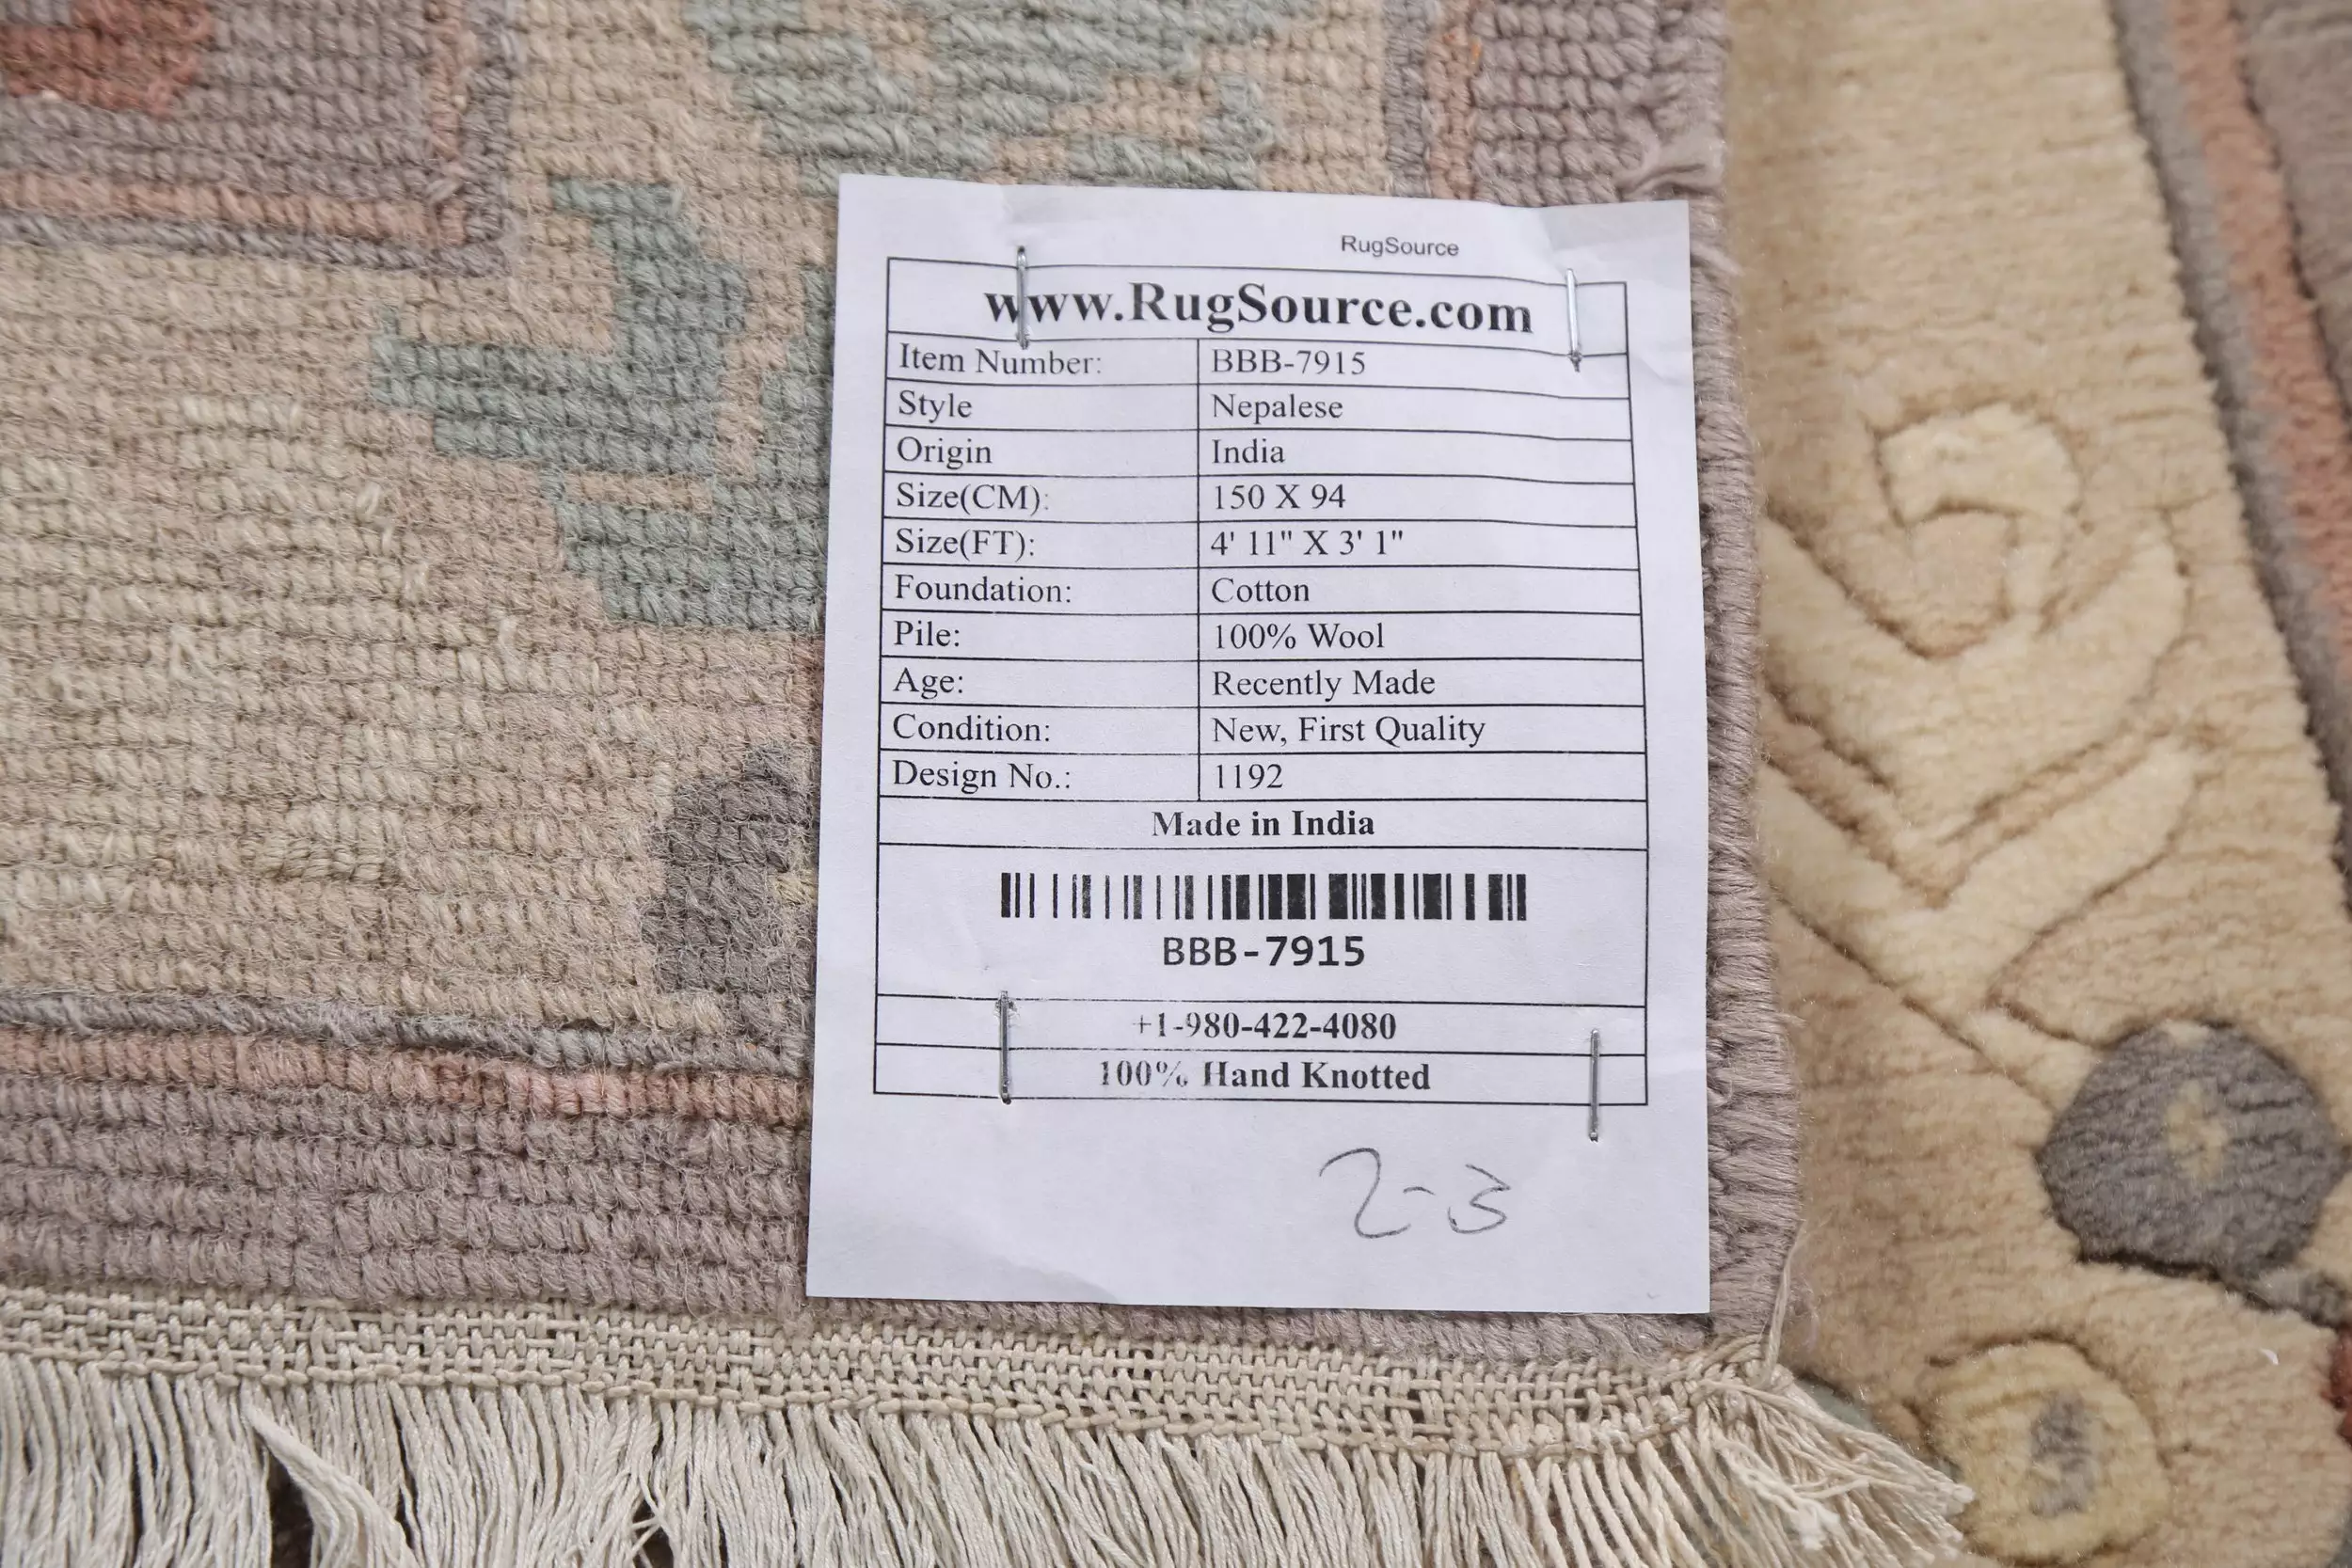 RugSource
www.RugSource.com
Item Number: BBB-7915
Style Nepalese
Origin India
Size(CM): 150 X 94
Size(FT): 4' 11" X 3' 1"
Foundation: Cotton
Pile: 100% Wool
Age: Recently Made
Condition: New, First Quality
Design No.: 1192
Made in India
BBB-7915
+1-980-422-4080
100% Hand Knotted
2-3